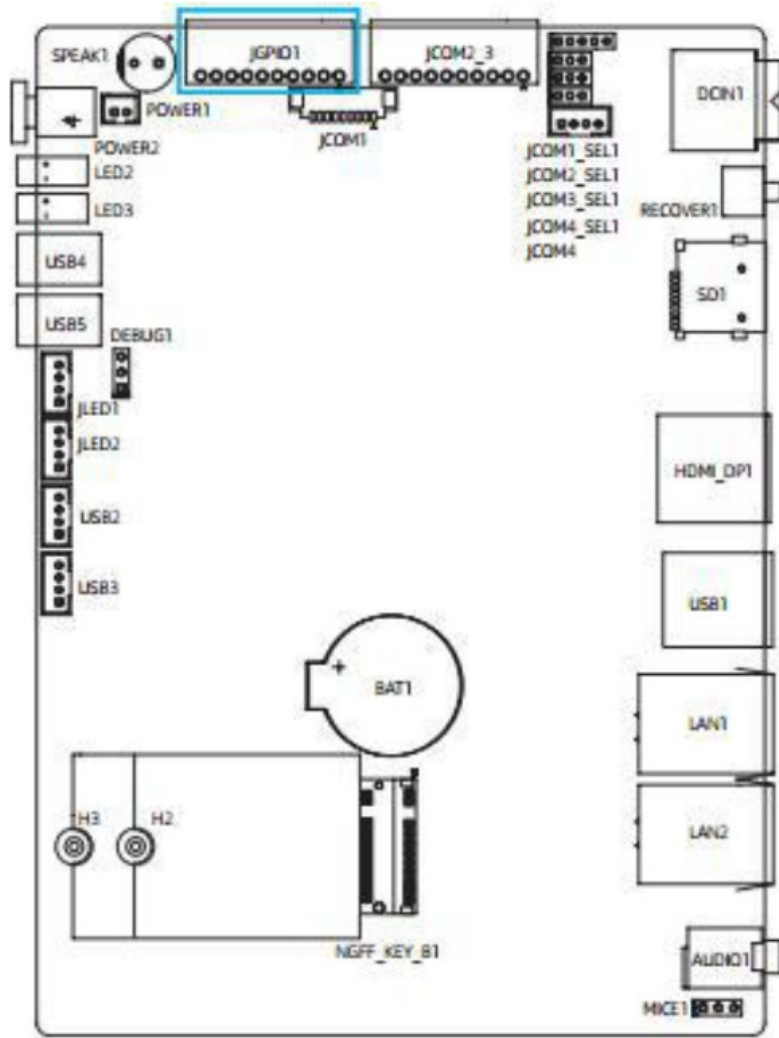 SPEAK1
JGPIO1
JCOM2_3
DCIN1
POWER1
JCOM1
POWER2
JCOM1_SEL1
LED2
JCOM2_SEL1
LED3
JCOM3_SEL1
RECOVER1
JCOM4_SEL1
JCOM4
USB4
SD1
USB5
DEBUG1
JLED1
JLED2
HDMI_DP1
USB2
USB3
USB1
BAT1
LAN1
H3
H2
LAN2
NGFF_KEY_B1
AUDIO1
MICE1